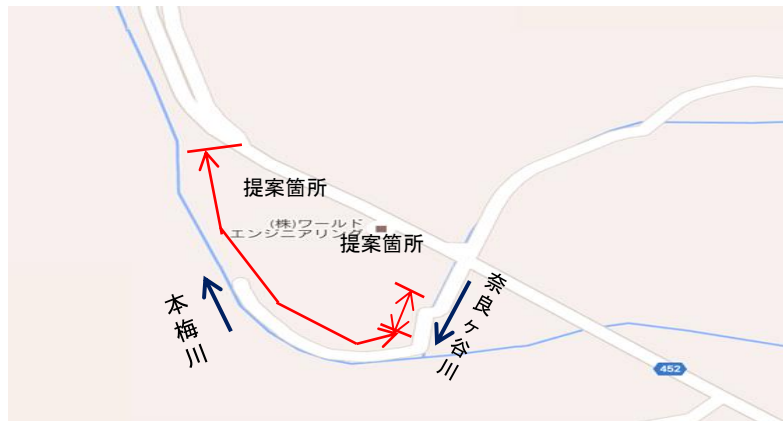 提案箇所
(株)ワールド
エンジニアリング
提案箇所
本梅川
奈良ヶ谷川
452